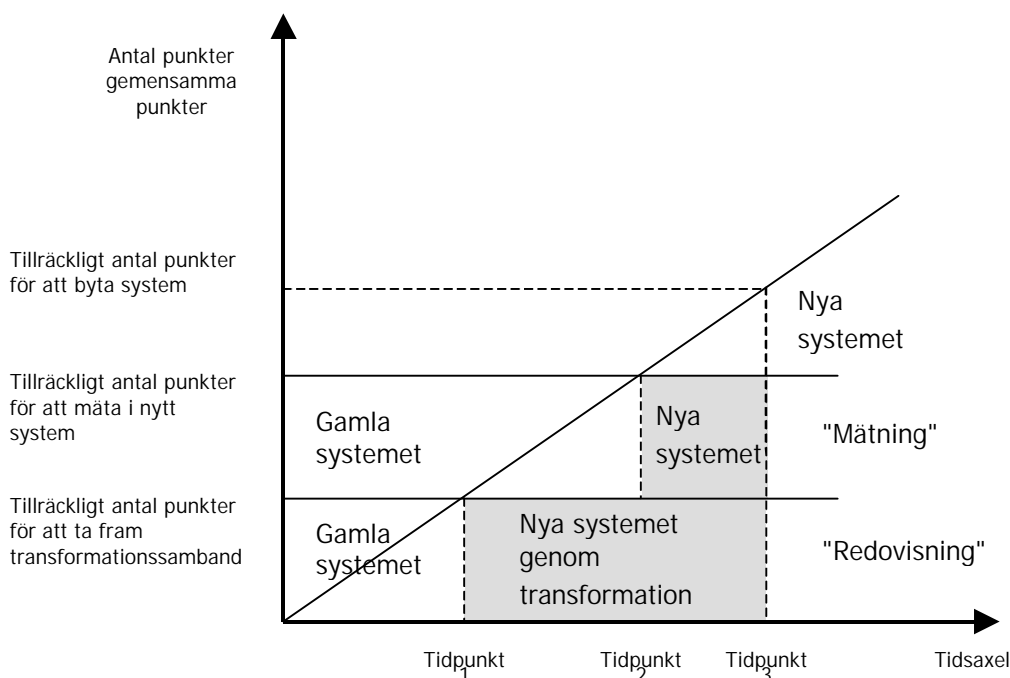 Antal punkter
gemensamma
punkter
Tillräckligt antal punkter
för att byta system
Nya
systemet
Tillräckligt antal punkter
för att mäta i nytt
system
Gamla
systemet
Nya
systemet
"Mätning"
Tillräckligt antal punkter
för att ta fram
transformationssamband
Gamla
systemet
Nya systemet
genom
transformation
"Redovisning"
Tidpunkt
1
Tidpunkt
2
Tidpunkt
3
Tidsaxel